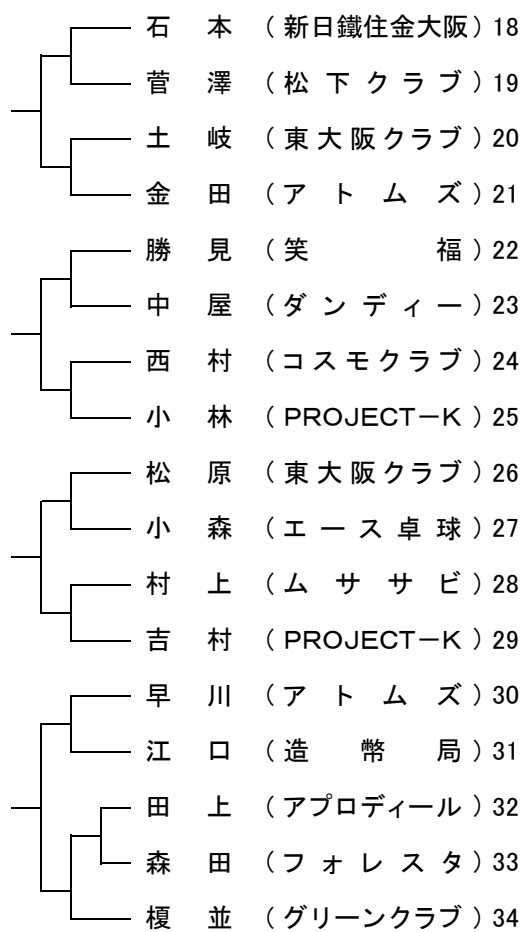 石本（新日鐵住金大阪）18
菅澤（松下クラブ）19
土岐（東大阪クラブ）20
金田（アトムズ）21
勝見（笑福）22
中屋（ダンディー）23
西村（コスモクラブ）24
小林（PROJECT－K）25
松原（東大阪クラブ）26
小森（エース卓球）27
村上（ムササビ）28
吉村（PROJECT－K）29
早川（アトムズ）30
江口（造幣局）31
田上（アプロディール）32
森田（フォレスタ）33
榎並（グリーンクラブ）34